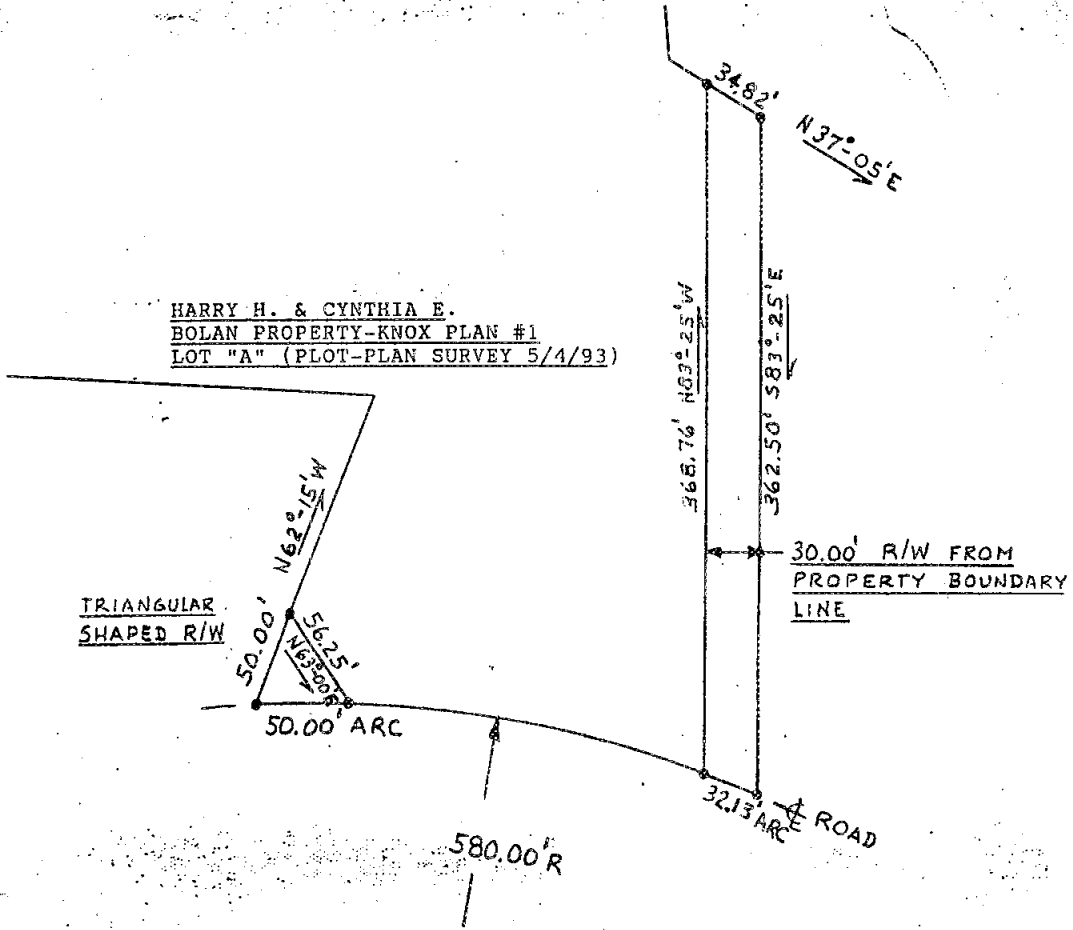 34.82'
N 37°-05' E
HARRY H. & CYNTHIA E.
BOLAN PROPERTY-KNOX PLAN #1
LOT "A" (PLOT-PLAN SURVEY 5/4/93)
368.76' N83°-25'W
362.50' S83°-25'E
N62°-15'W
30.00' R/W FROM
PROPERTY BOUNDARY
LINE
TRIANGULAR
SHAPED R/W
50.00'
56.25'
N63°-00'E
50.00' ARC
32.13' ARC
ROAD
580.00' R